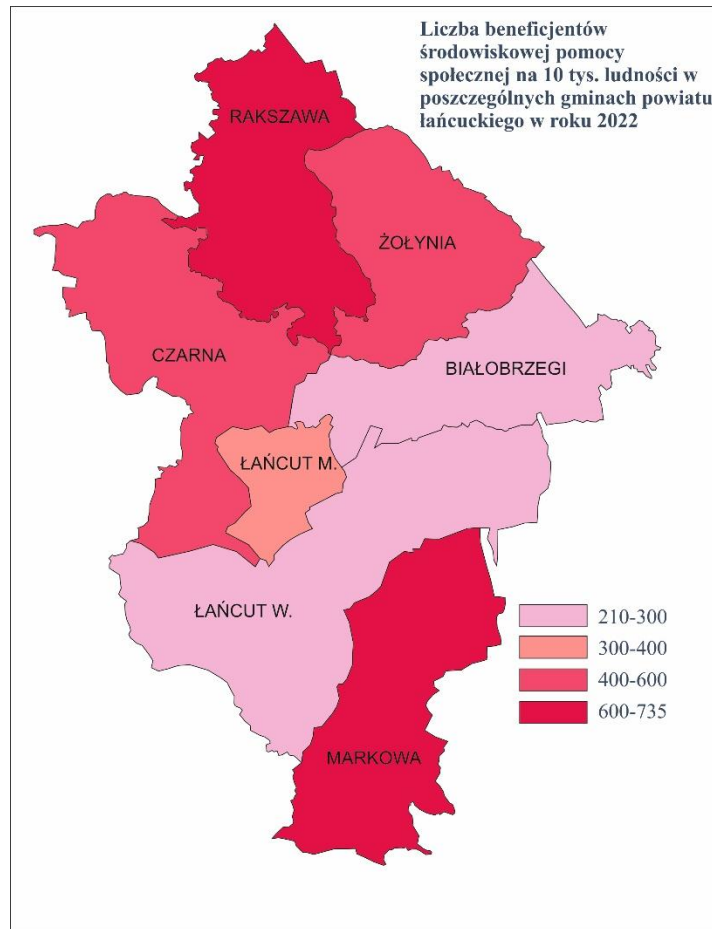 Liczba beneficjentów
środowiskowej pomocy
społecznej na 10 tys. ludności w
poszczególnych gminach powiatu
łańcuckiego w roku 2022
RAKSZAWA
ŻOŁYNIA
CZARNA
BIAŁOBRZEGI
ŁAŃCUT M.
ŁAŃCUT W.
210-300
300-400
400-600
600-735
MARKOWA